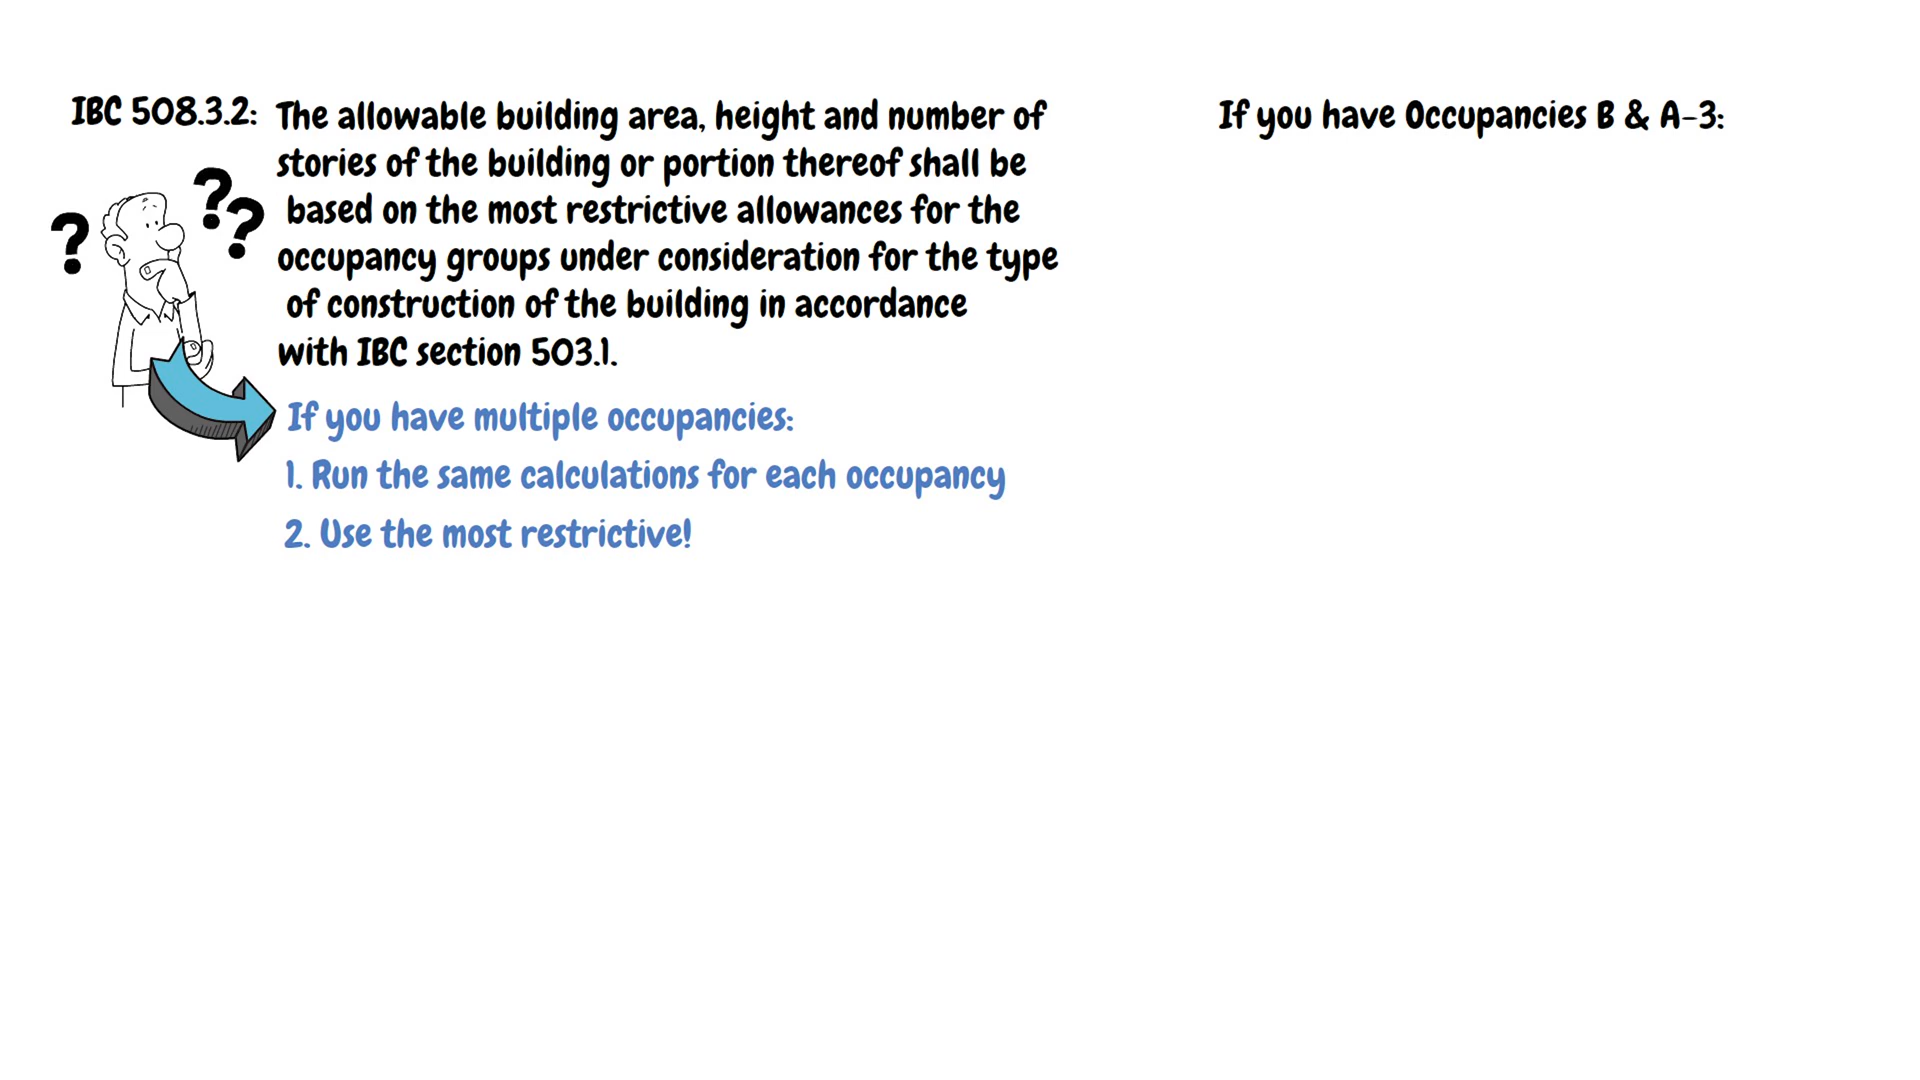 IBC 508.3.2: The allowable building area, height and number of
stories of the building or portion thereof shall be
based on the most restrictive allowances for the
occupancy groups under consideration for the type
of construction of the building in accordance
with IBC section 503.1.
? ? ?
If you have multiple occupancies:
1. Run the same calculations for each occupancy
2. Use the most restrictive!
If you have Occupancies B & A-3: